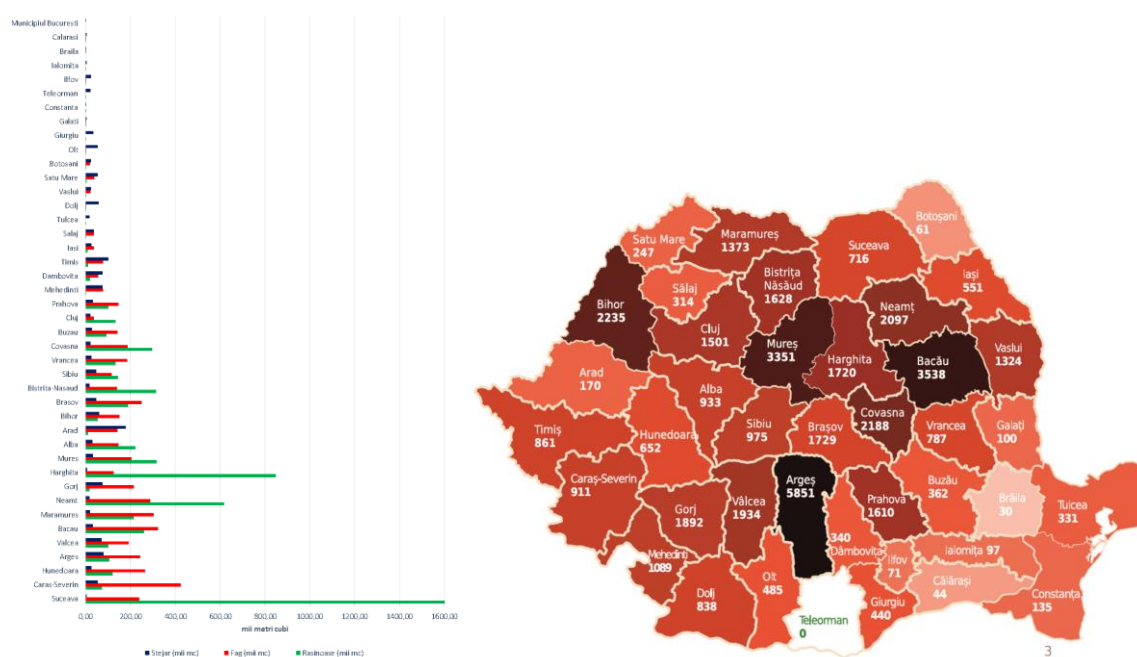 Municipiul Bucuresti
Calarasi
Braila
Ialomita
Ilfov
Teleorman
Constanta
Galati
Giurgiu
Olt
Botosani
Satu Mare
Vaslui
Dolj
Tulcea
Salaj
Iasi
Timis
Dambovita
Mehedinti
Prahova
Cluj
Buzau
Covasna
Vrancea
Sibiu
Bistrita-Nasaud
Brasov
Bihor
Arad
Alba
Mures
Harghita
Gorj
Neamt
Maramures
Bacau
Valcea
Arges
Hunedoara
Caras-Severin
Suceava
0,00 200,00 400,00 600,00 800,00 1000,00 1200,00 1400,00 1600,00
mii metri cubi
Stejar (mii mc) Fag (mii mc) Rasinoase (mii mc)
Botoșani
61
Satu Mare
247
Maramureș
1373
Suceava
716
Iași
551
Sălaj
314
Bistrița
Năsăud
1628
Bihor
2235
Neamț
2097
Cluj
1501
Mureș
3351
Harghita
1720
Bacău
3538
Vaslui
1324
Arad
170
Alba
933
Covasna
2188
Timiș
861
Hunedoara
652
Sibiu
975
Brașov
1729
Vrancea
787
Galați
100
Caraș-Severin
911
Gorj
1892
Vâlcea
1934
Argeș
5851
Prahova
1610
Buzău
362
Brăila
30
Tulcea
331
Mehedinți
1089
340
Dâmbovița
Ilfov
71
Ialomița 97
Dolj
838
Olt
485
Călărași
44
Constanța
135
Giurgiu
440
Teleorman
0
3